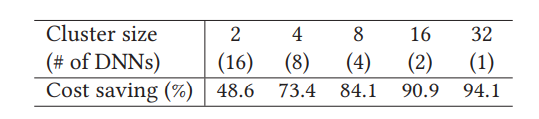 Cluster size 2 4 8 16 32
(# of DNNs) (16) (8) (4) (2) (1)
Cost saving (%) 48.6 73.4 84.1 90.9 94.1